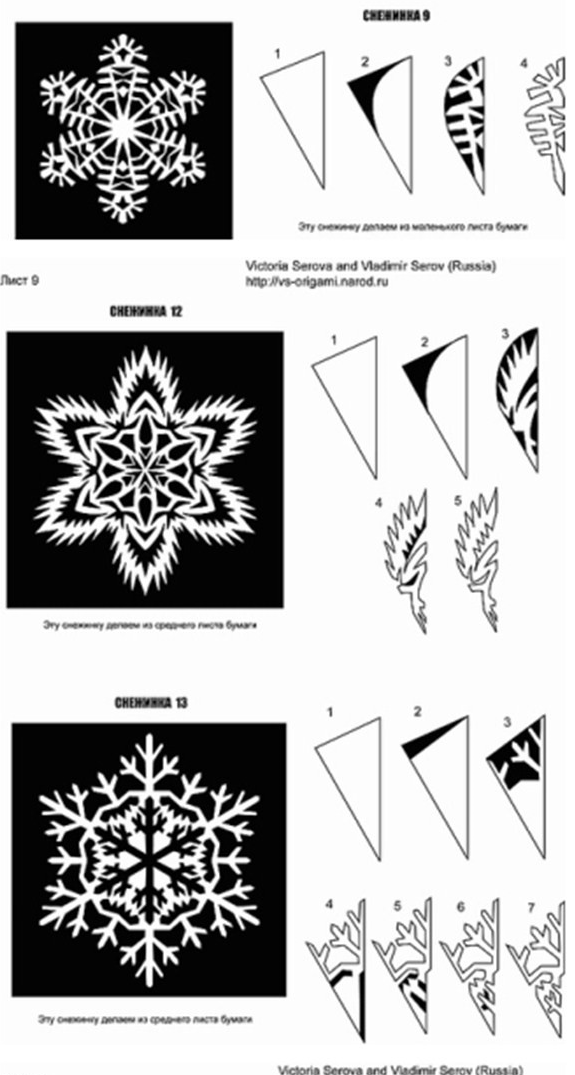 СНЕЖИНКА 9
1 2 3 4
Эту снежинку делаем из маленького листа бумаги
Victoria Serova and Vladimir Serov (Russia)
Лист 9
http://vs-origami.narod.ru
СНЕЖИНКА 12
1 2 3
4 5
Эту снежинку делаем из среднего листа бумаги
СНЕЖИНКА 13
1 2 3
4 5 6 7
Эту снежинку делаем из среднего листа бумаги
Victoria Serova and Vladimir Serov (Russia)